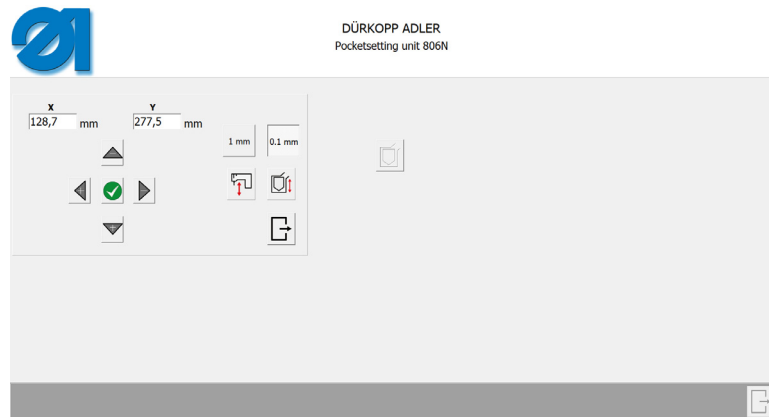 DÜRKOPP ADLER
Pocketsetting unit 806N
X Y
128,7 mm 277,5 mm
1 mm 0.1 mm